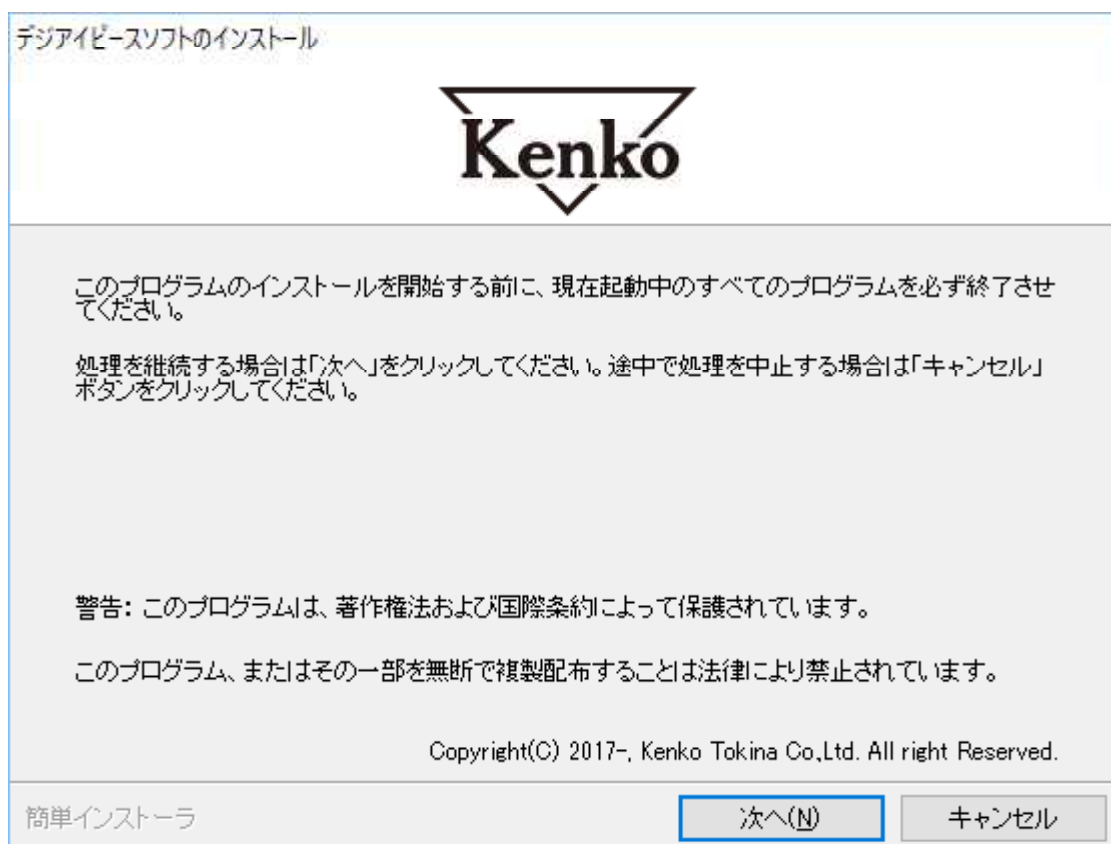 デジアイピースソフトのインストール
Kenko
このプログラムのインストールを開始する前に、現在起動中のすべてのプログラムを必ず終了させ
てください。
処理を継続する場合は「次へ」をクリックしてください。途中で処理を中止する場合は「キャンセル」
ボタンをクリックしてください。
警告: このプログラムは、著作権法および国際条約によって保護されています。
このプログラム、またはその一部を無断で複製配布することは法律により禁止されています。
Copyright(C) 2017-, Kenko Tokina Co,Ltd. All right Reserved.
簡単インストーラ
次へ(N)
キャンセル